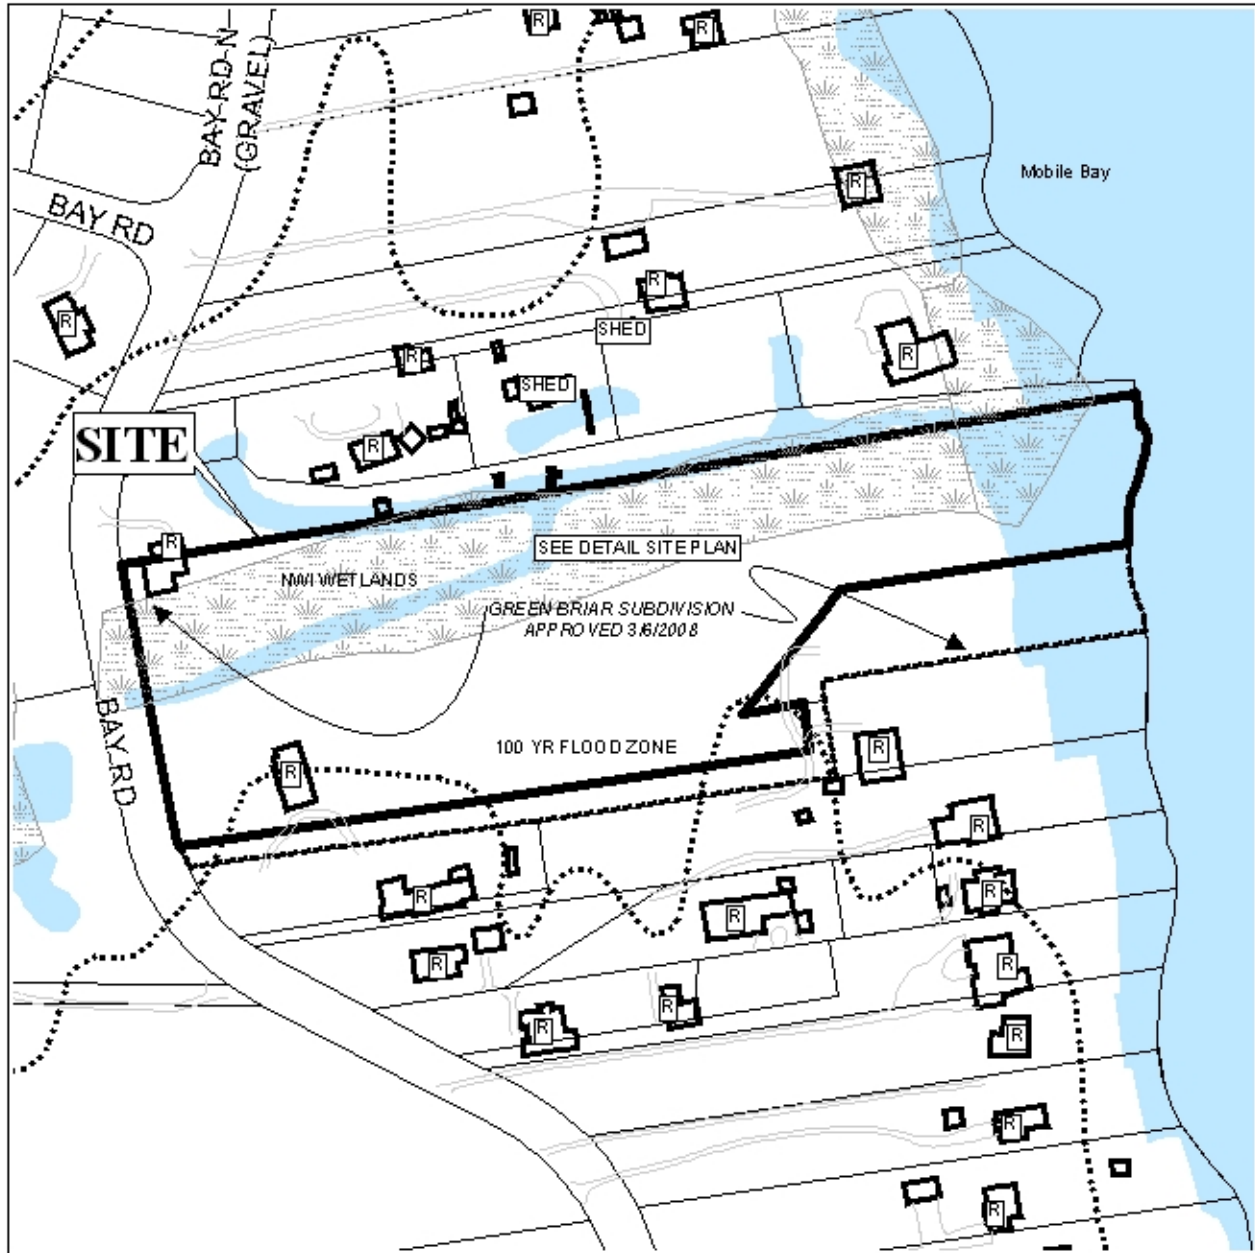 R
R
BAY-RD-N
(GRAVEL)
Mobile Bay
R
BAY RD
R
R
SHED
R
R
SHED
SITE
R
R
SEE DETAIL SITE PLAN
NWI WETLANDS
GREEN BRIAR SUBDIVISION
APPROVED 3/6/2008
BAY-RD
100 YR FLOOD ZONE
R
R
R
R
R
R
R
R
R
R
R
R
R